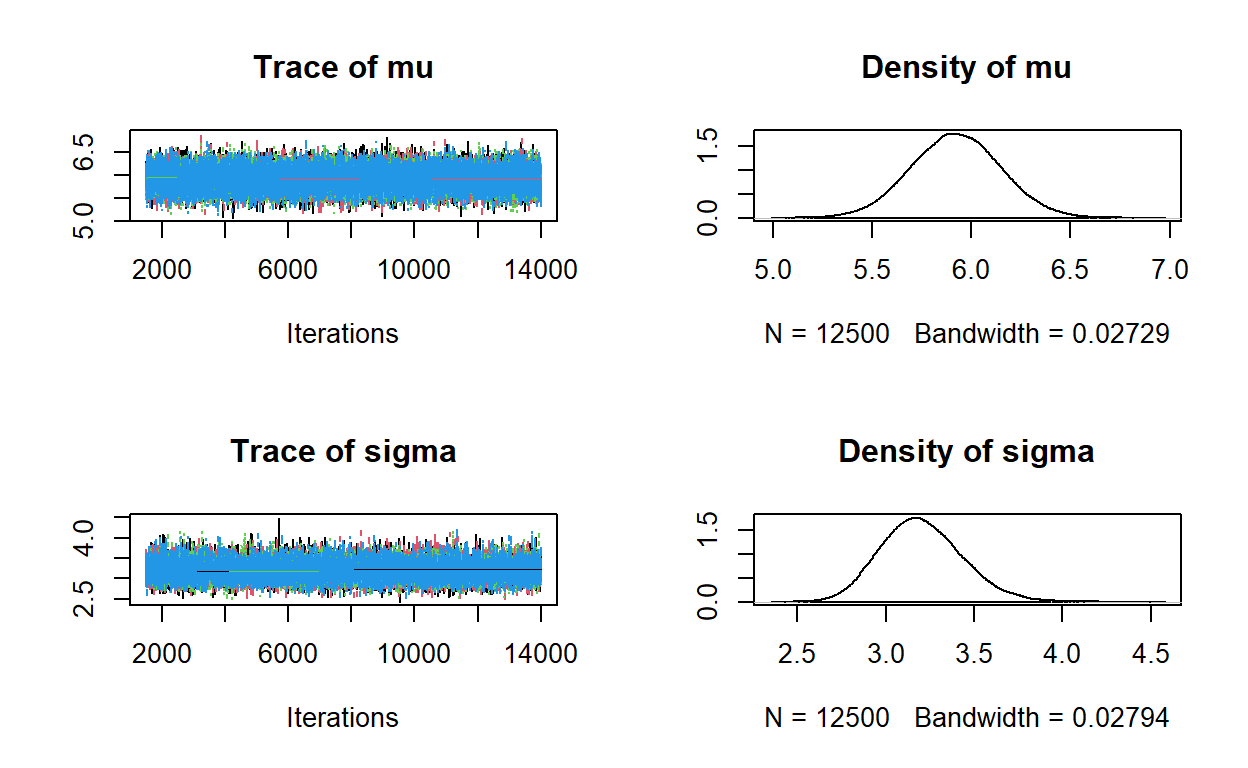 Trace of mu
6.5
5.0
2000 6000 10000 14000
Iterations
Density of mu
1.5
0.0
5.0 5.5 6.0 6.5 7.0
N = 12500 Bandwidth = 0.02729
Trace of sigma
4.0
2.5
2000 6000 10000 14000
Iterations
Density of sigma
1.5
0.0
2.5 3.0 3.5 4.0 4.5
N = 12500 Bandwidth = 0.02794